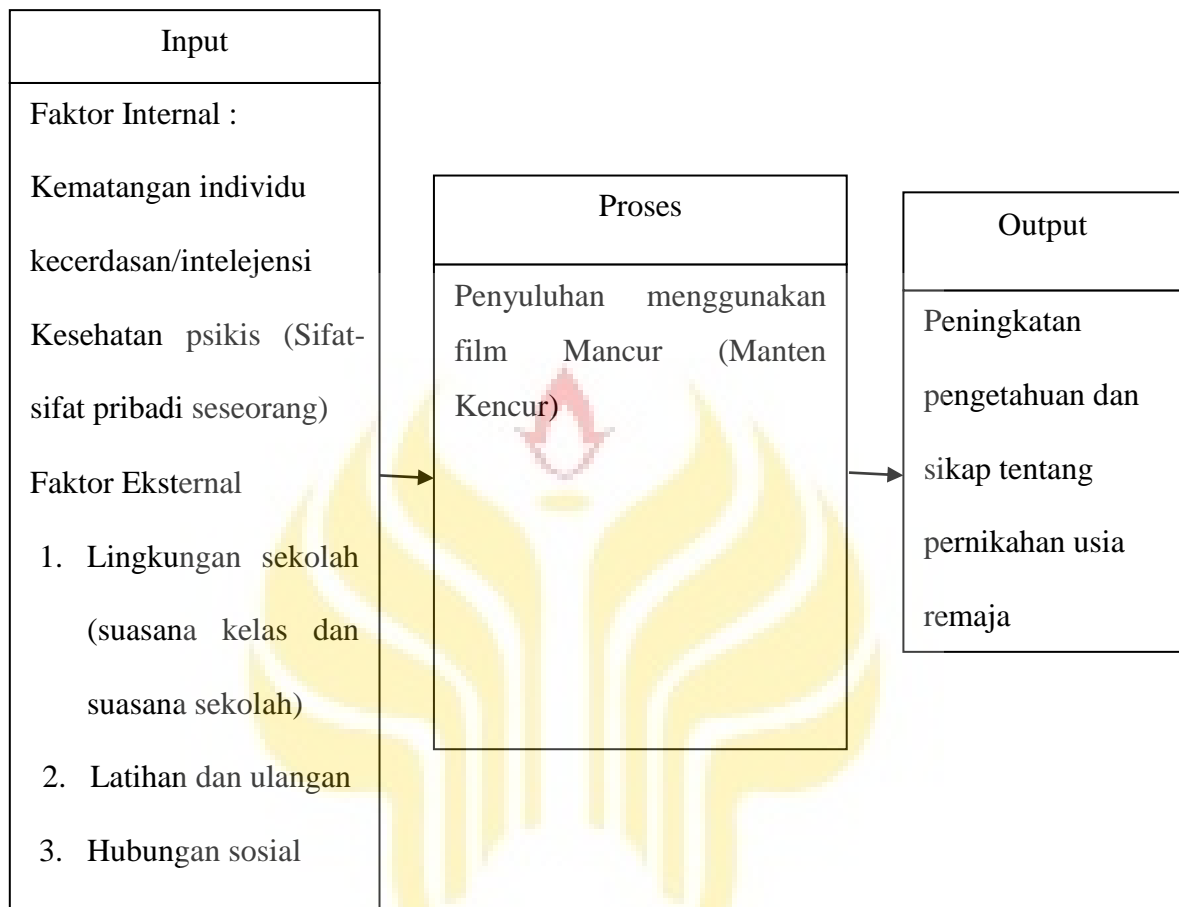 Input
Faktor Internal :
Kematangan individu
kecerdasan/intelejensi
Kesehatan psikis (Sifat-
sifat pribadi seseorang)
Faktor Eksternal
1. Lingkungan sekolah
(suasana kelas dan
suasana sekolah)
2. Latihan dan ulangan
3. Hubungan sosial
Proses
Penyuluhan menggunakan
film Mancur (Manten
Kencur)
Output
Peningkatan
pengetahuan dan
sikap tentang
pernikahan usia
remaja